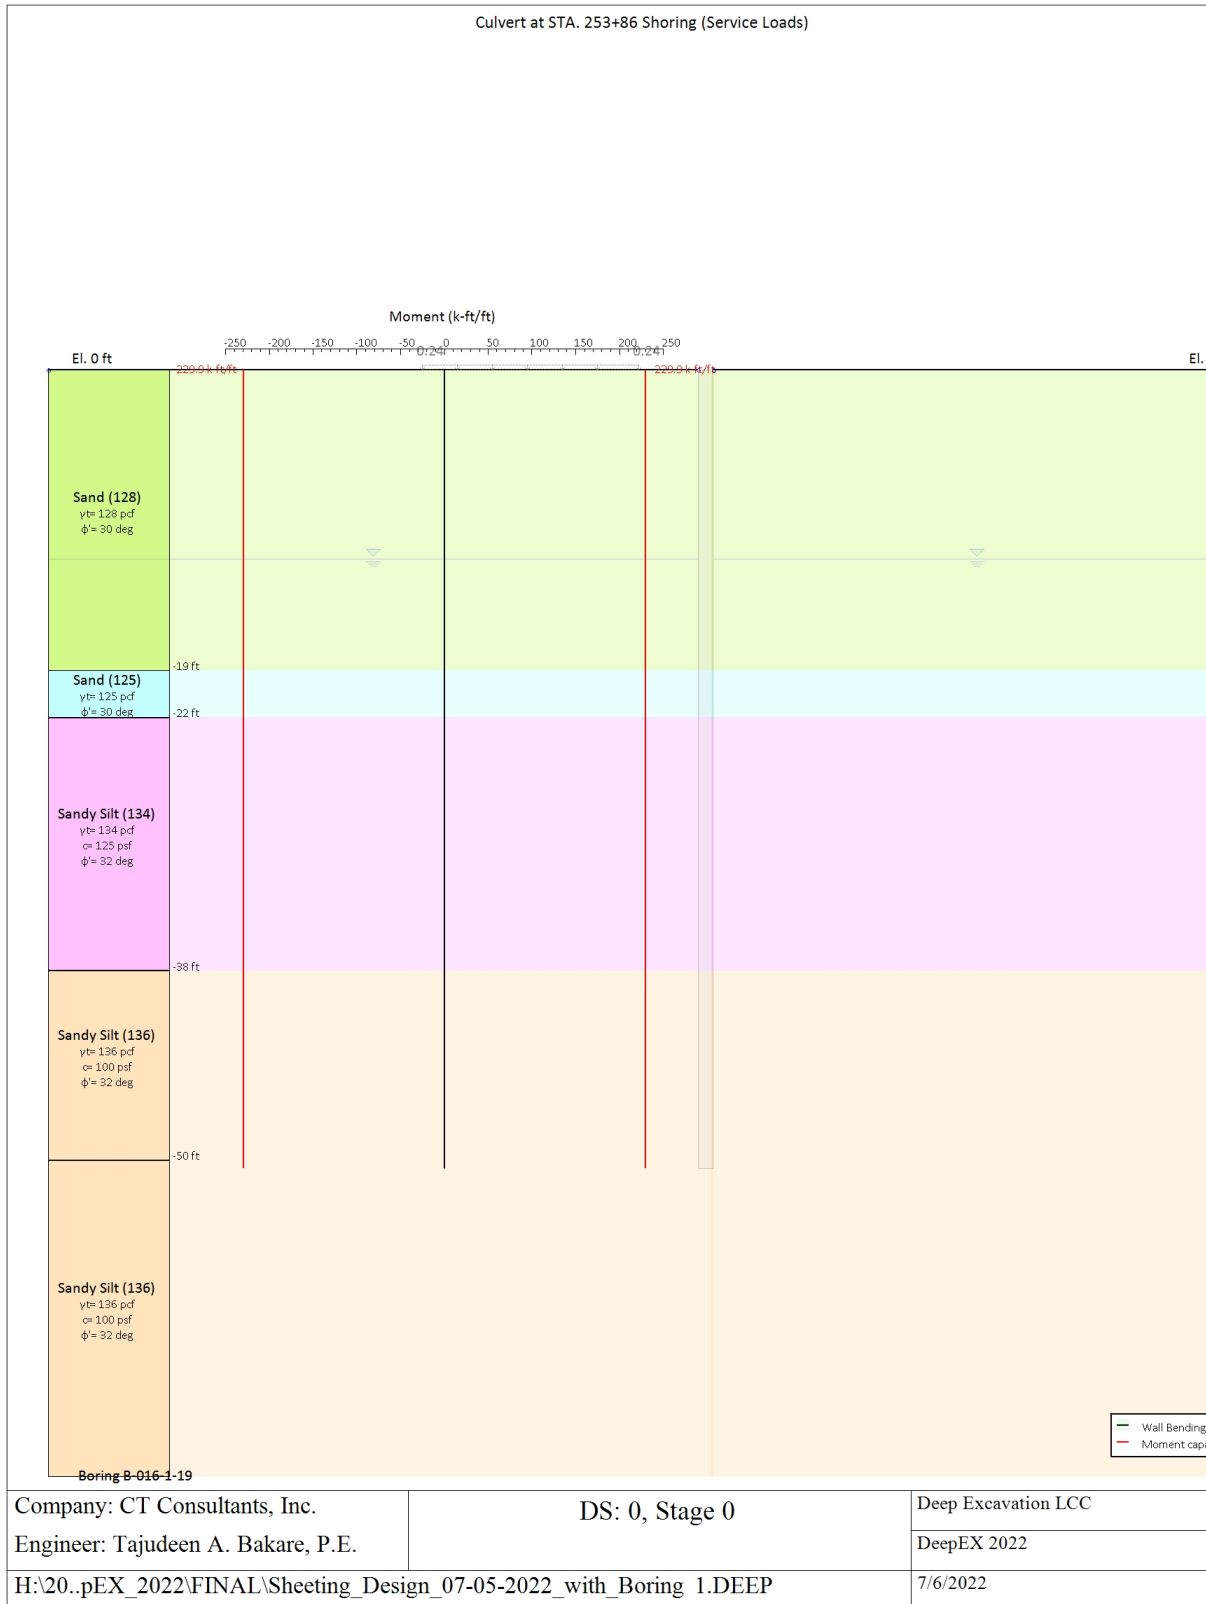 Culvert at STA. 253+86 Shoring (Service Loads)
Moment (k-ft/ft)
-250 -200 -150 -100 -50 0 50 100 150 200 250
0.24 0.24
El. 0 ft
El.
229.9 k-ft/ft 229.9 k-ft/ft
Sand (128)
γt= 128 pcf
ϕ'= 30 deg
-19 ft
Sand (125)
γt= 125 pcf
ϕ'= 30 deg
-22 ft
Sandy Silt (134)
γt= 134 pcf
c= 125 psf
ϕ'= 32 deg
-38 ft
Sandy Silt (136)
γt= 136 pcf
c= 100 psf
ϕ'= 32 deg
-50 ft
Sandy Silt (136)
γt= 136 pcf
c= 100 psf
ϕ'= 32 deg
Wall Bending
Moment capa
Boring B-016-1-19
Company: CT Consultants, Inc.
Engineer: Tajudeen A. Bakare, P.E.
DS: 0, Stage 0
Deep Excavation LCC
DeepEX 2022
H:\20..pEX_2022\FINAL\Sheeting_Design_07-05-2022_with_Boring 1.DEEP
7/6/2022